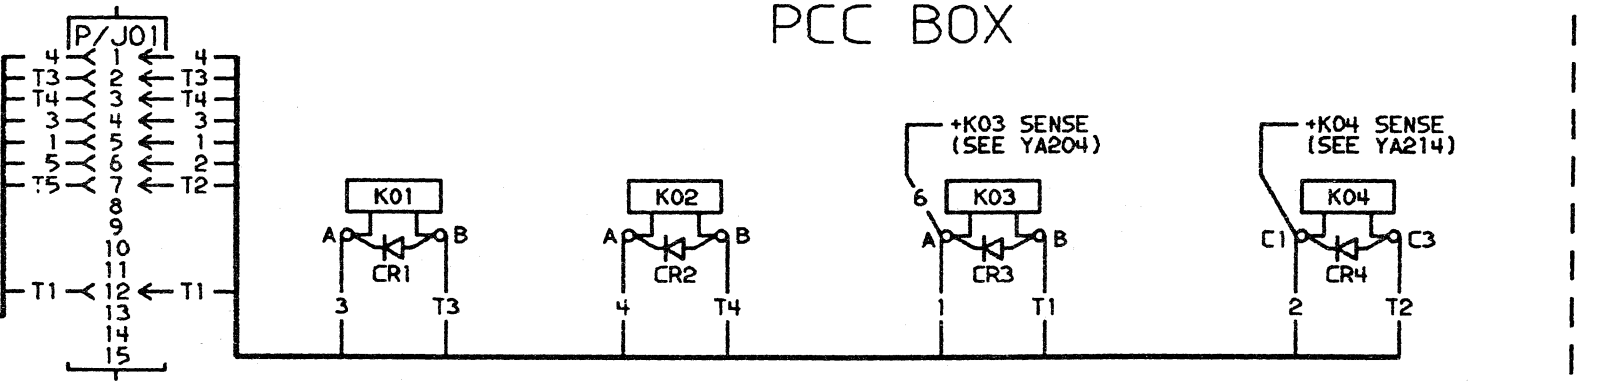 PCC BOX
P/J01
4 1 4
T3 2 T3
T4 3 T4
3 4 3
1 5 1
5 6 2
T5 7 T2
8
9
10
11
T1 12 T1
13
14
15
K01
A B
CR1
3 T3
K02
A B
CR2
4 T4
+K03 SENSE
(SEE YA204)
6
K03
A B
CR3
1 T1
+K04 SENSE
(SEE YA214)
K04
C1 C3
CR4
2 T2